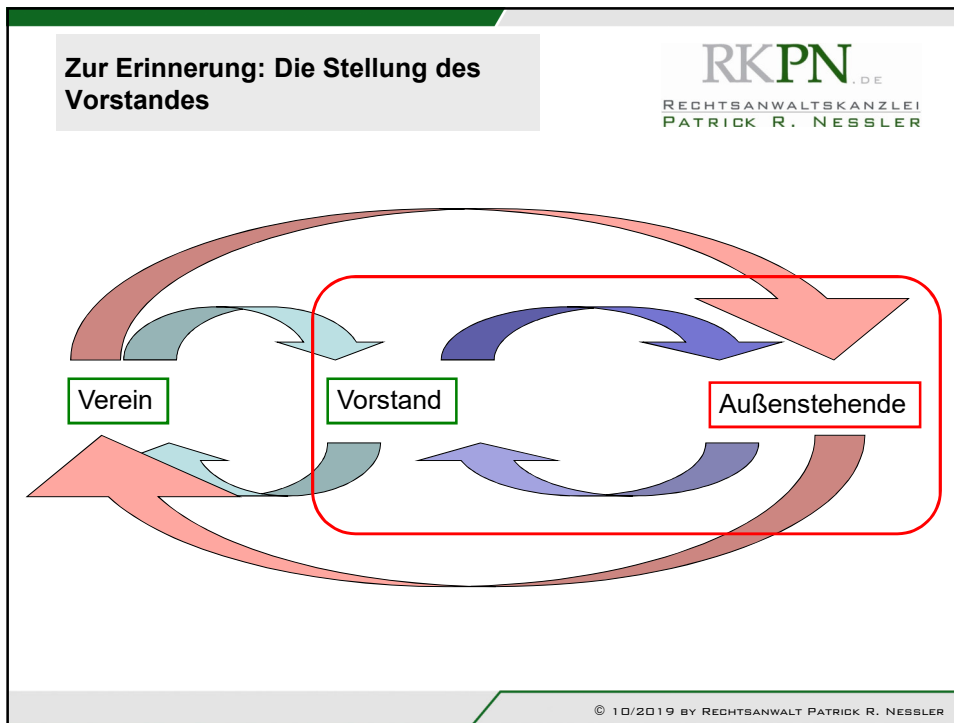 Zur Erinnerung: Die Stellung des
Vorstandes
RKPN.DE
RECHTSANWALTSKANZLEI
PATRICK R. NESSLER
Verein
Vorstand
Außenstehende
© 10/2019 BY RECHTSANWALT PATRICK R. NESSLER